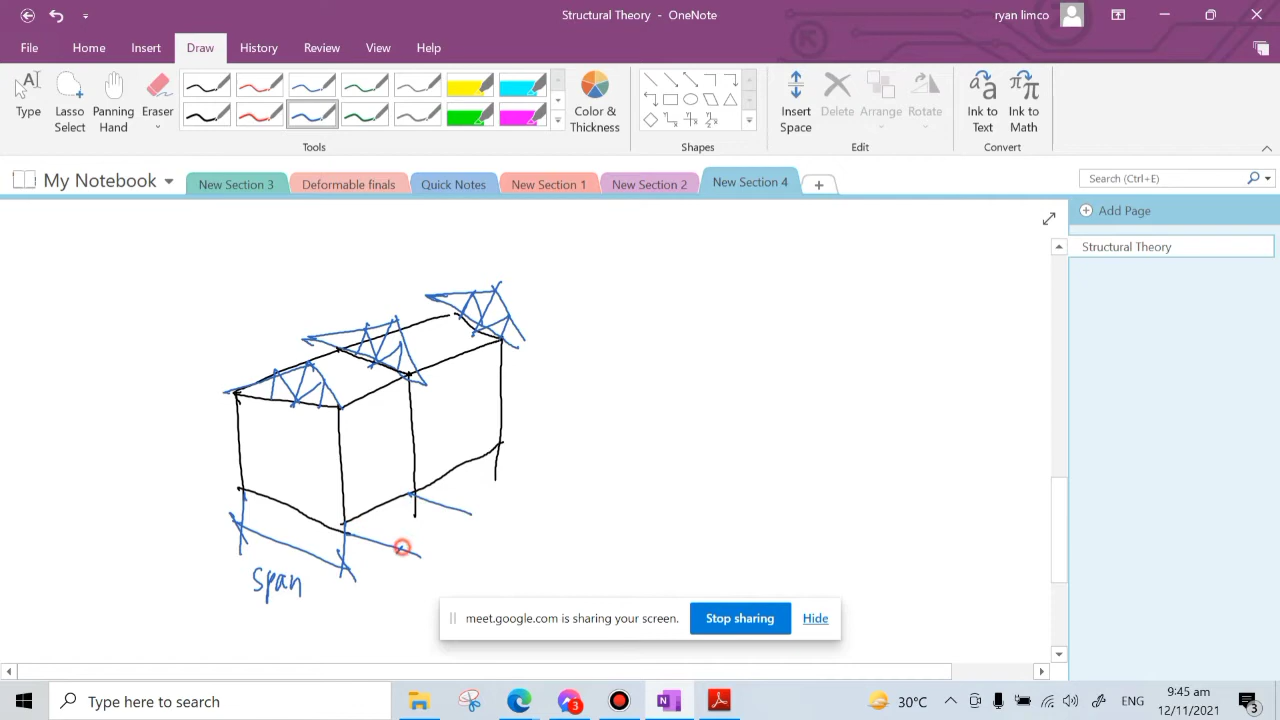 Structural Theory - OneNote
ryan limco
File Home Insert Draw History Review View Help
Type
Lasso Select
Panning Hand
Eraser
Color & Thickness
Insert Space
Delete
Arrange
Rotate
Ink to Text
Ink to Math
Tools
Shapes
Edit
Convert
My Notebook
New Section 3
Deformable finals
Quick Notes
New Section 1
New Section 2
New Section 4
Search (Ctrl+E)
Add Page
Structural Theory
span
meet.google.com is sharing your screen.
Stop sharing
Hide
Type here to search
3
30°C
ENG
9:45 am
12/11/2021
3